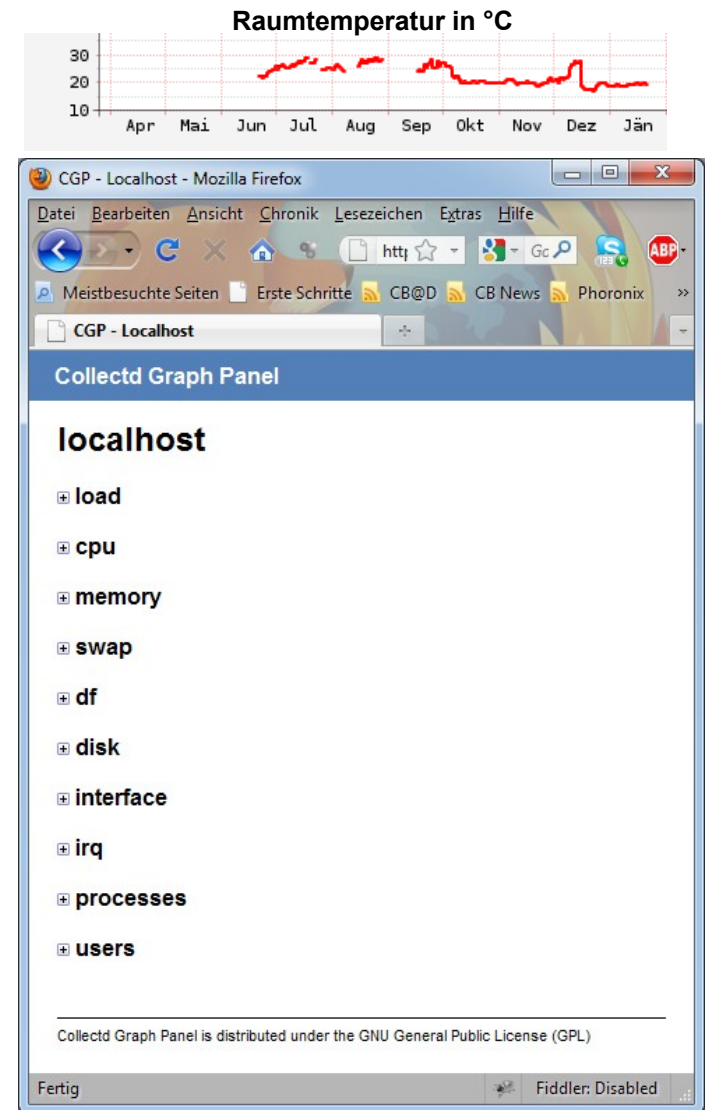 Raumtemperatur in °C
30
20
10
Apr Mai Jun Jul Aug Sep Okt Nov Dez Jän
CGP - Localhost - Mozilla Firefox
Datei Bearbeiten Ansicht Chronik Lesezeichen Extras Hilfe
http Gc 123 ABP
Meistbesuchte Seiten Erste Schritte CB@D CB News Phoronix »
CGP - Localhost
Collectd Graph Panel
localhost
load
cpu
memory
swap
df
disk
interface
irq
processes
users
Collectd Graph Panel is distributed under the GNU General Public License (GPL)
Fertig Fiddler: Disabled